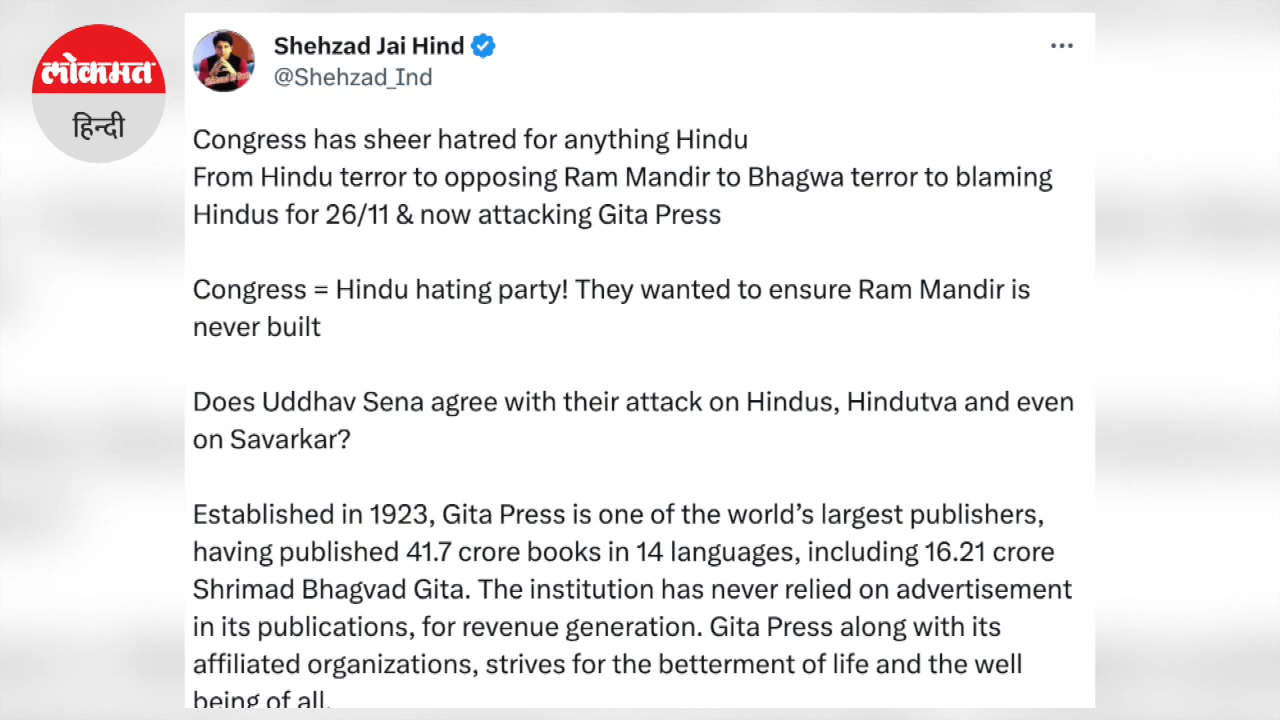 लोकमत
हिन्दी
Shehzad Jai Hind
@Shehzad_Ind
Congress has sheer hatred for anything Hindu
From Hindu terror to opposing Ram Mandir to Bhagwa terror to blaming
Hindus for 26/11 & now attacking Gita Press
Congress = Hindu hating party! They wanted to ensure Ram Mandir is
never built
Does Uddhav Sena agree with their attack on Hindus, Hindutva and even
on Savarkar?
Established in 1923, Gita Press is one of the world’s largest publishers,
having published 41.7 crore books in 14 languages, including 16.21 crore
Shrimad Bhagvad Gita. The institution has never relied on advertisement
in its publications, for revenue generation. Gita Press along with its
affiliated organizations, strives for the betterment of life and the well
being of all.